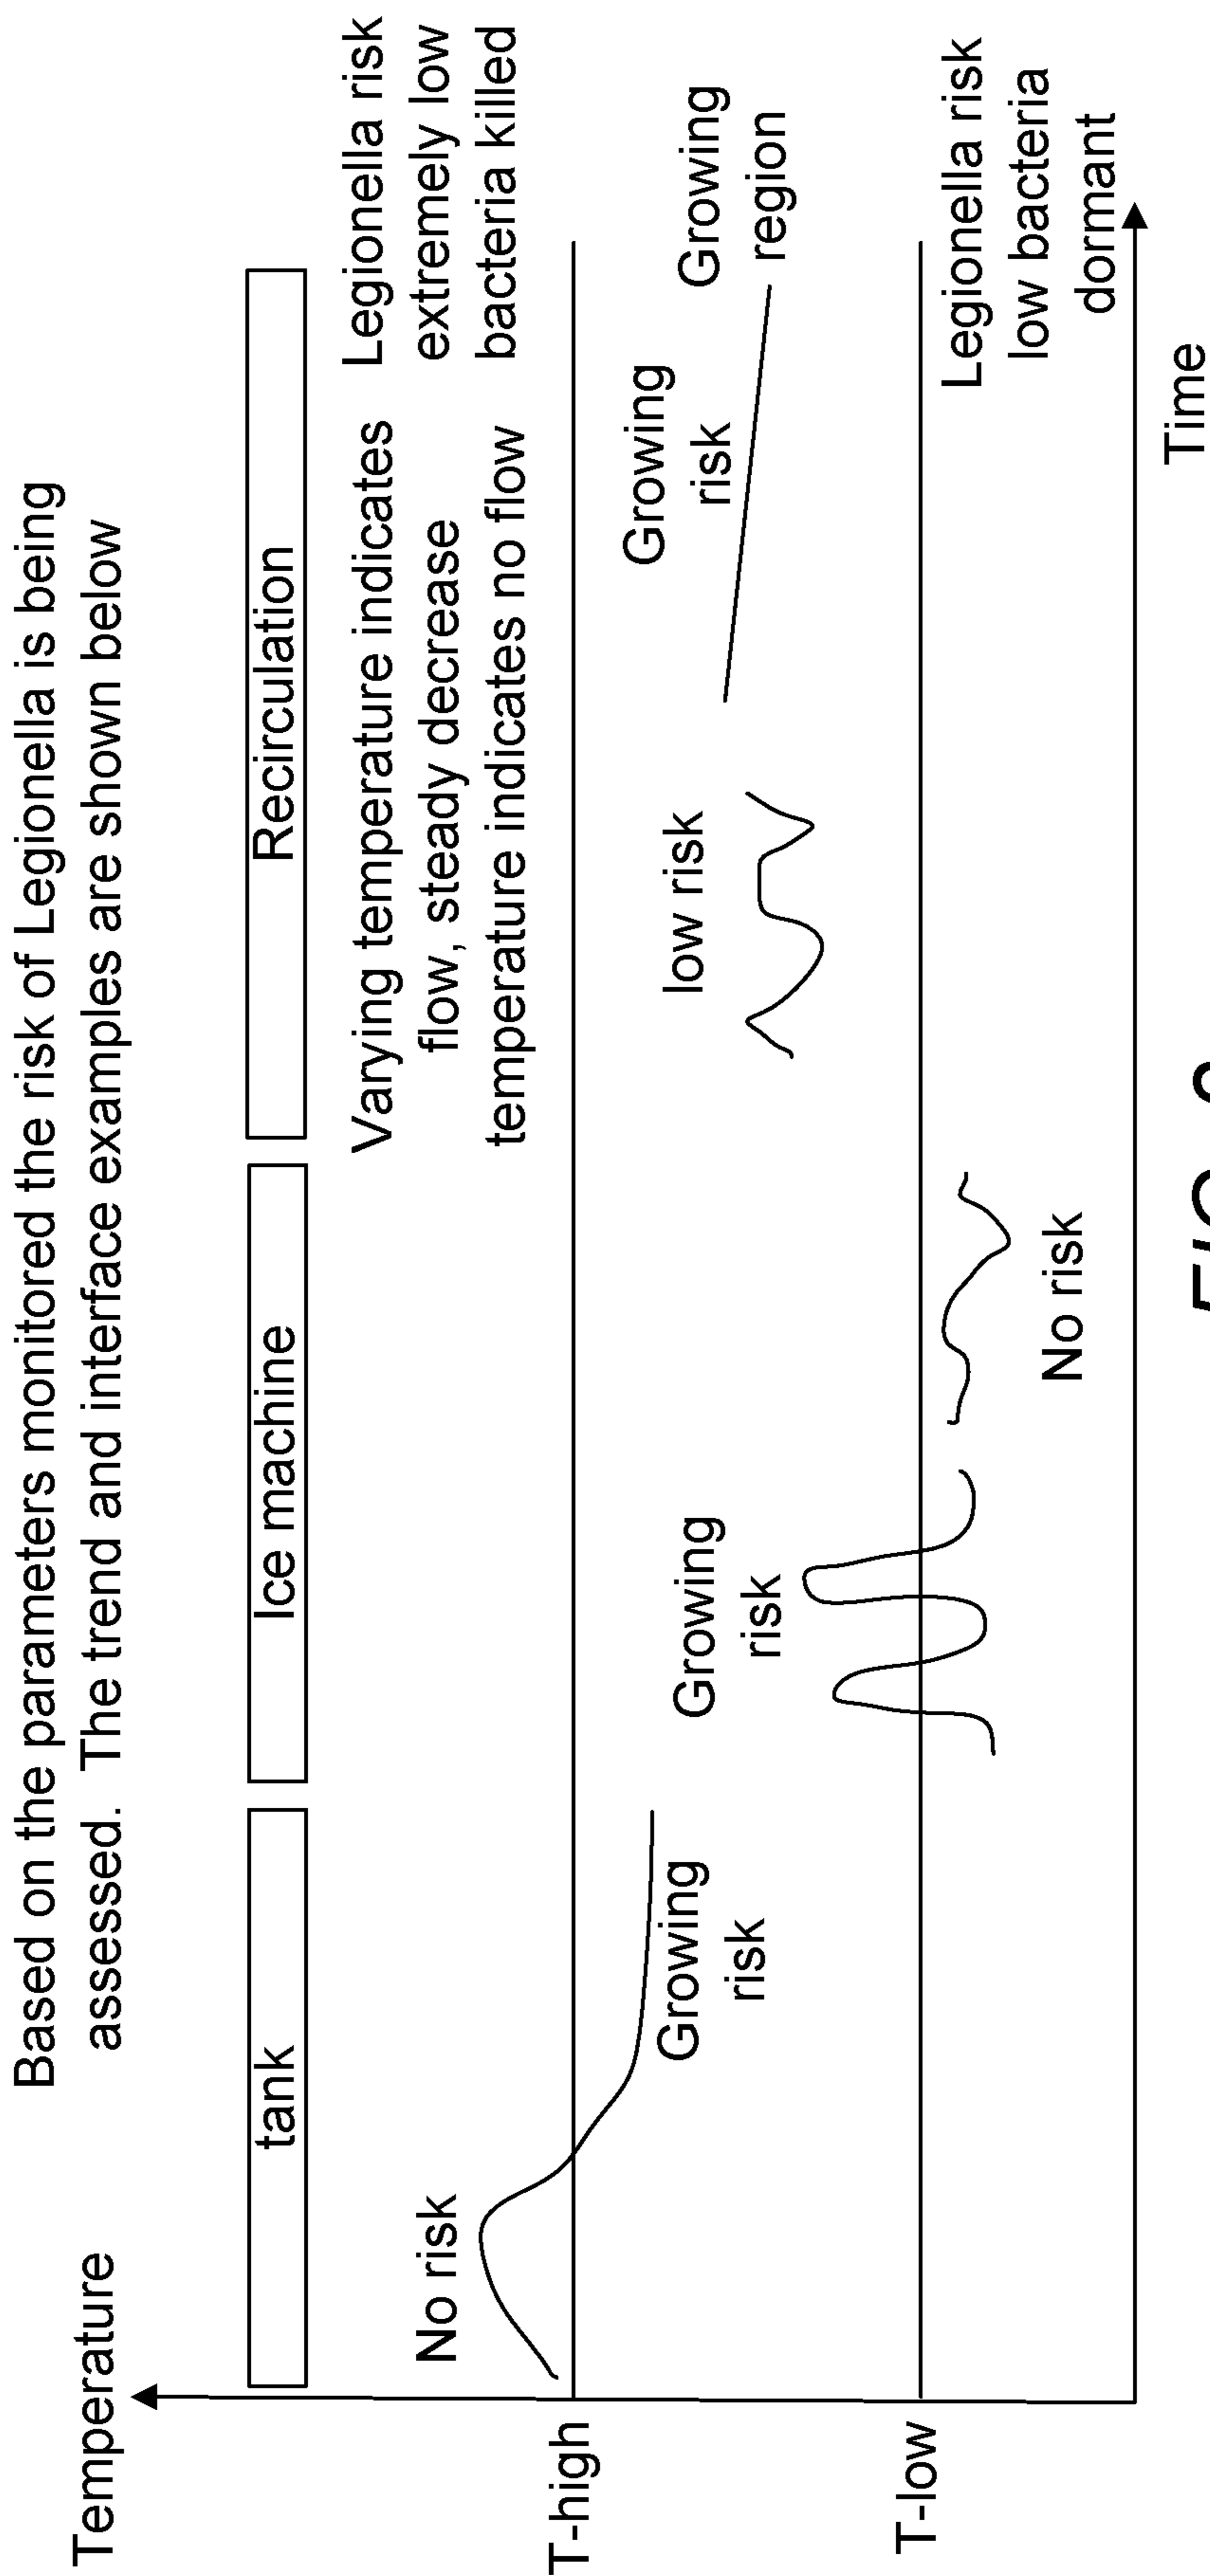 Based on the parameters monitored the risk of Legionella is being
assessed. The trend and interface examples are shown below
Temperature
tank
Ice machine
Recirculation
No risk
Varying temperature indicates
flow, steady decrease
temperature indicates no flow
Legionella risk
extremely low
bacteria killed
T-high
Growing
risk
Growing
risk
low risk
Growing
risk
Growing
region
T-low
No risk
Legionella risk
low bacteria
dormant
Time